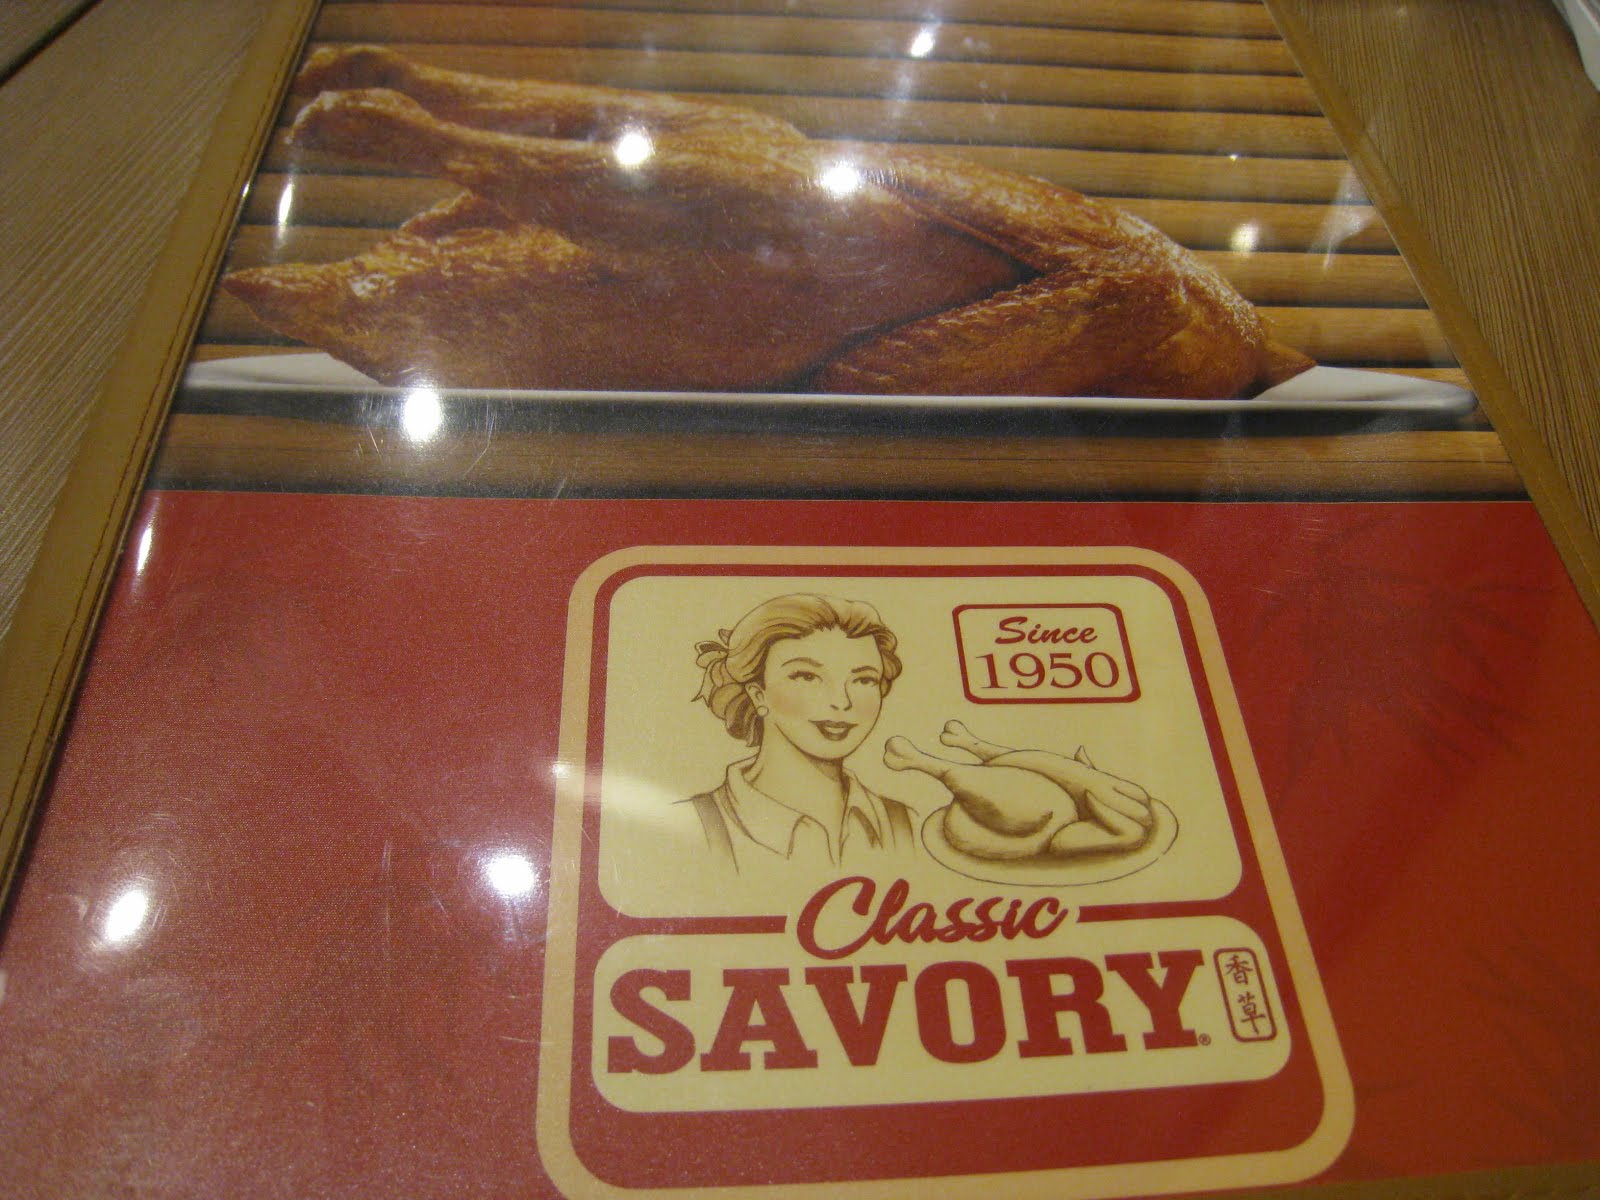 Since
1950
Classic
SAVORY®
香草